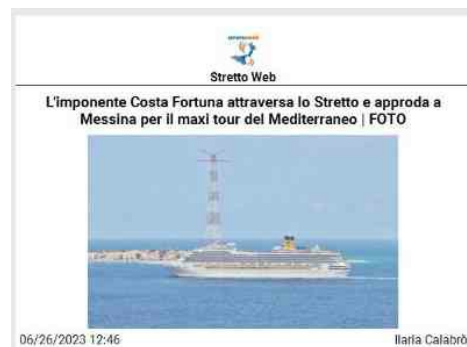 Stretto Web
L'imponente Costa Fortuna attraversa lo Stretto e approda a
Messina per il maxi tour del Mediterraneo | FOTO
06/26/2023 12:46
Ilaria Calabrò